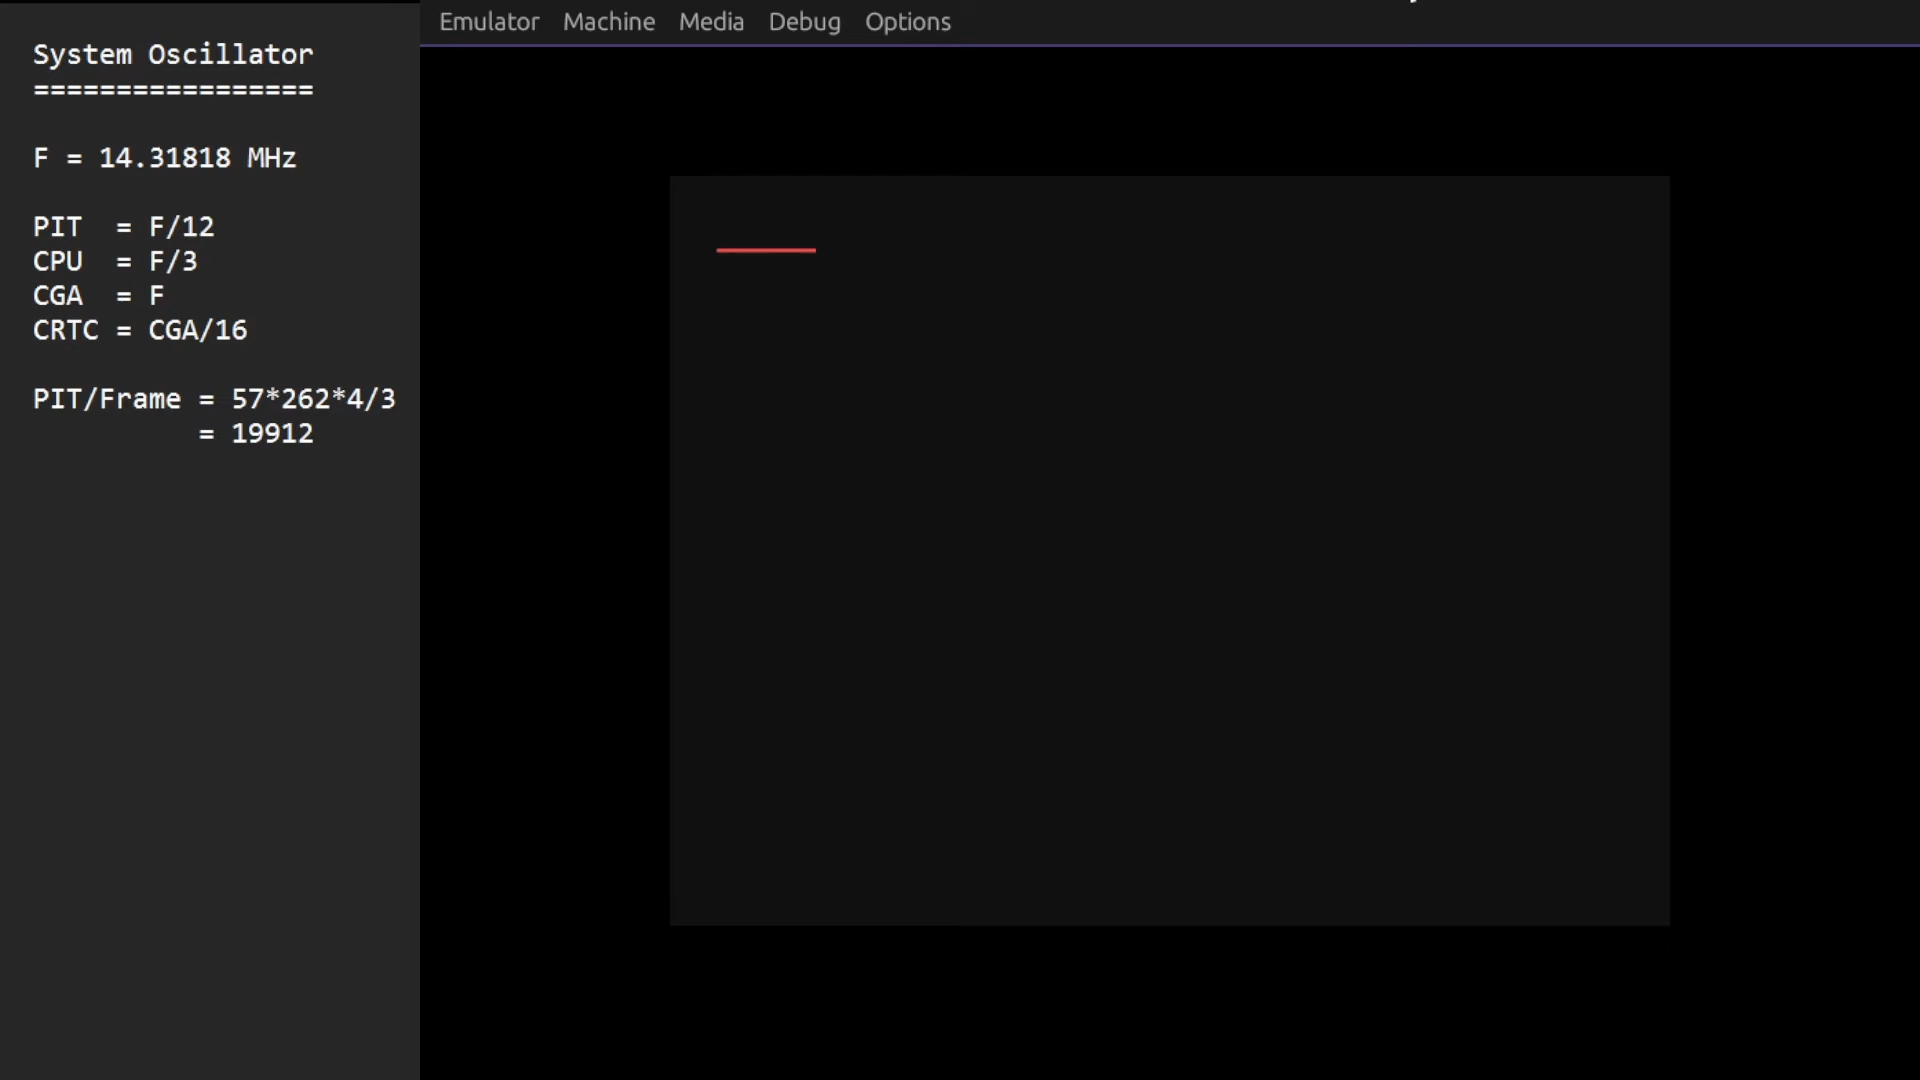 Emulator Machine Media Debug Options
System Oscillator
=================
F = 14.31818 MHz
PIT = F/12
CPU = F/3
CGA = F
CRTC = CGA/16
PIT/Frame = 57*262*4/3
= 19912